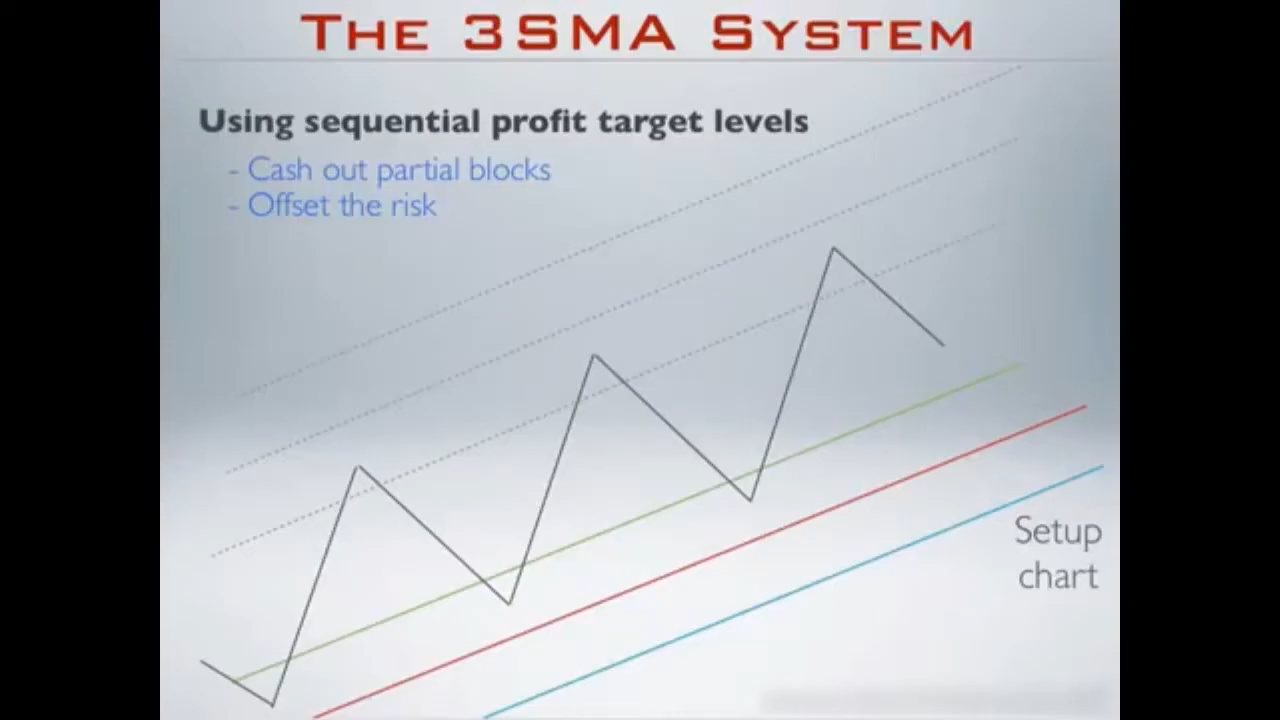 THE 3SMA SYSTEM
Using sequential profit target levels
- Cash out partial blocks
- Offset the risk
Setup
chart